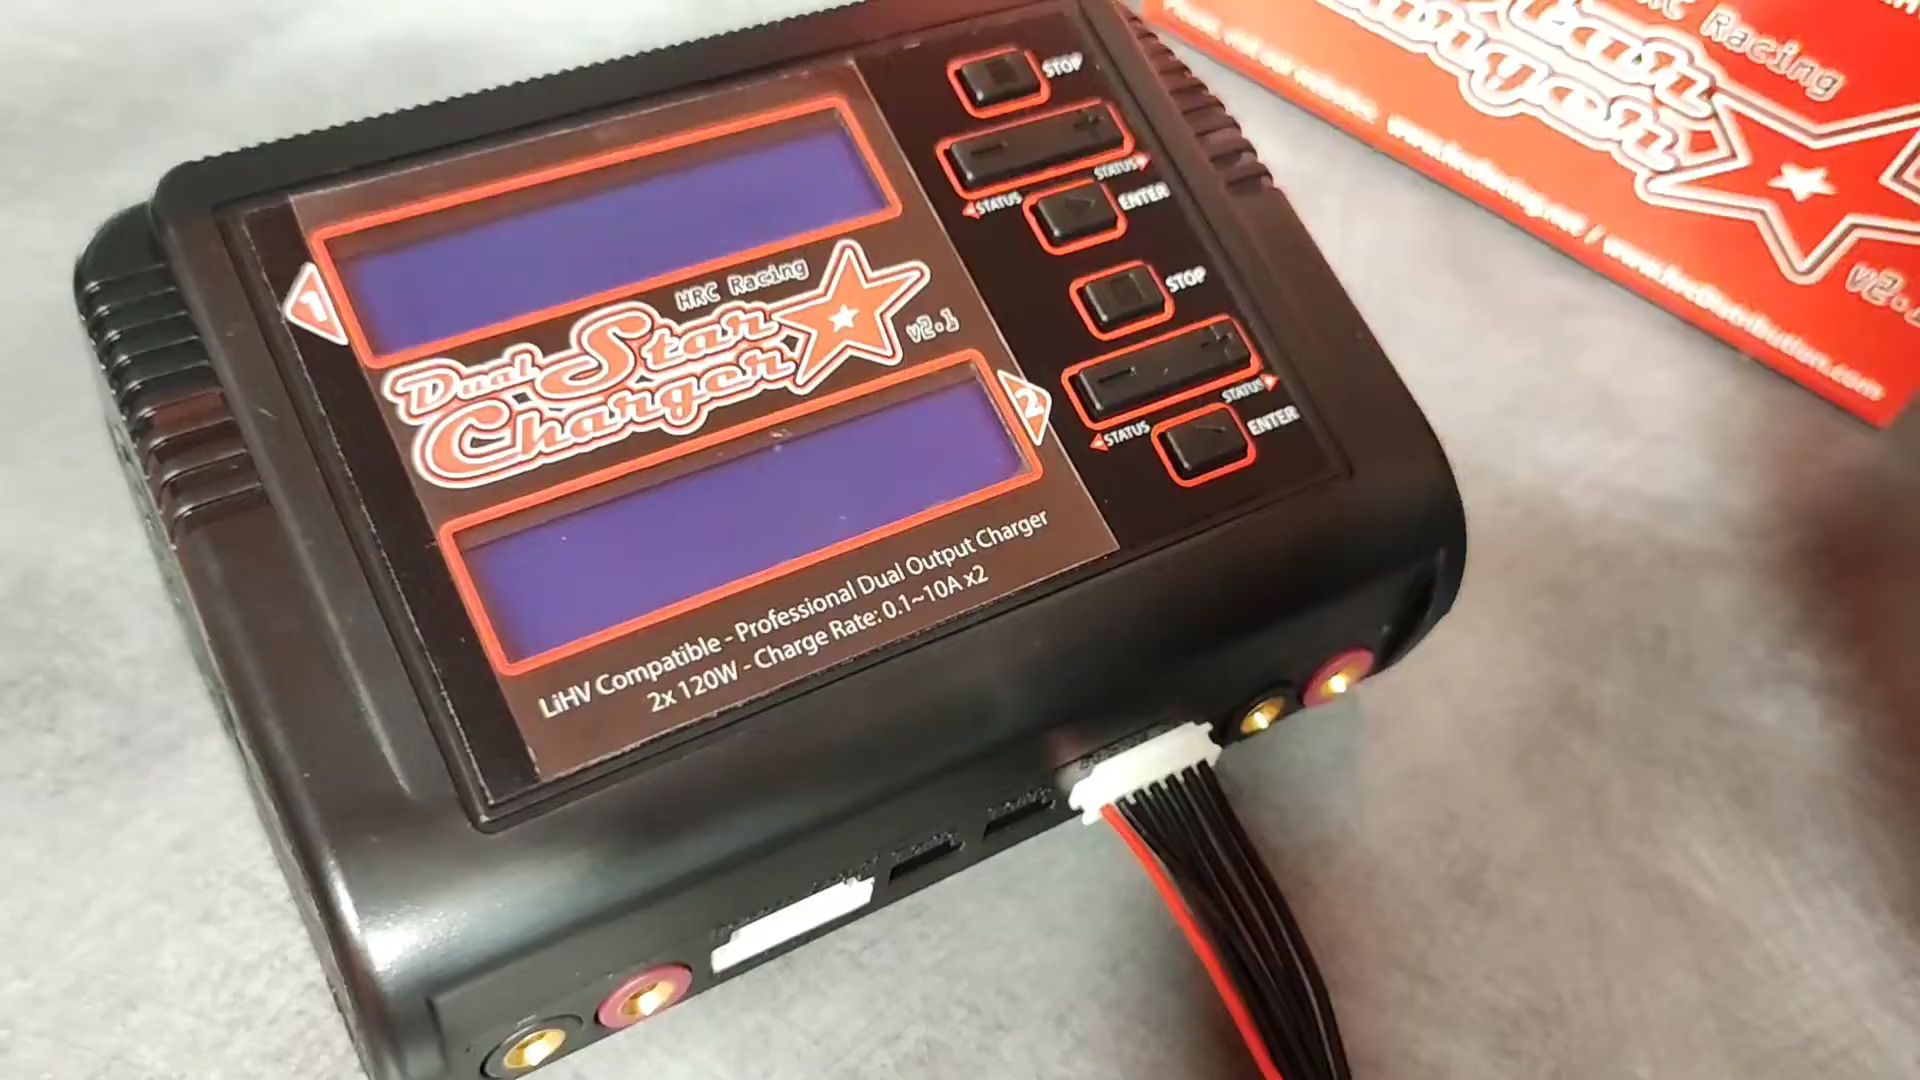 STOP
- +
STATUS
STATUS
ENTER
1
HRC Racing
Dual Star
Charger
v2.1
STOP
2
- +
STATUS
STATUS
ENTER
LiHV Compatible - Professional Dual Output Charger
2x 120W - Charge Rate: 0.1~10A x2
HRC Racing